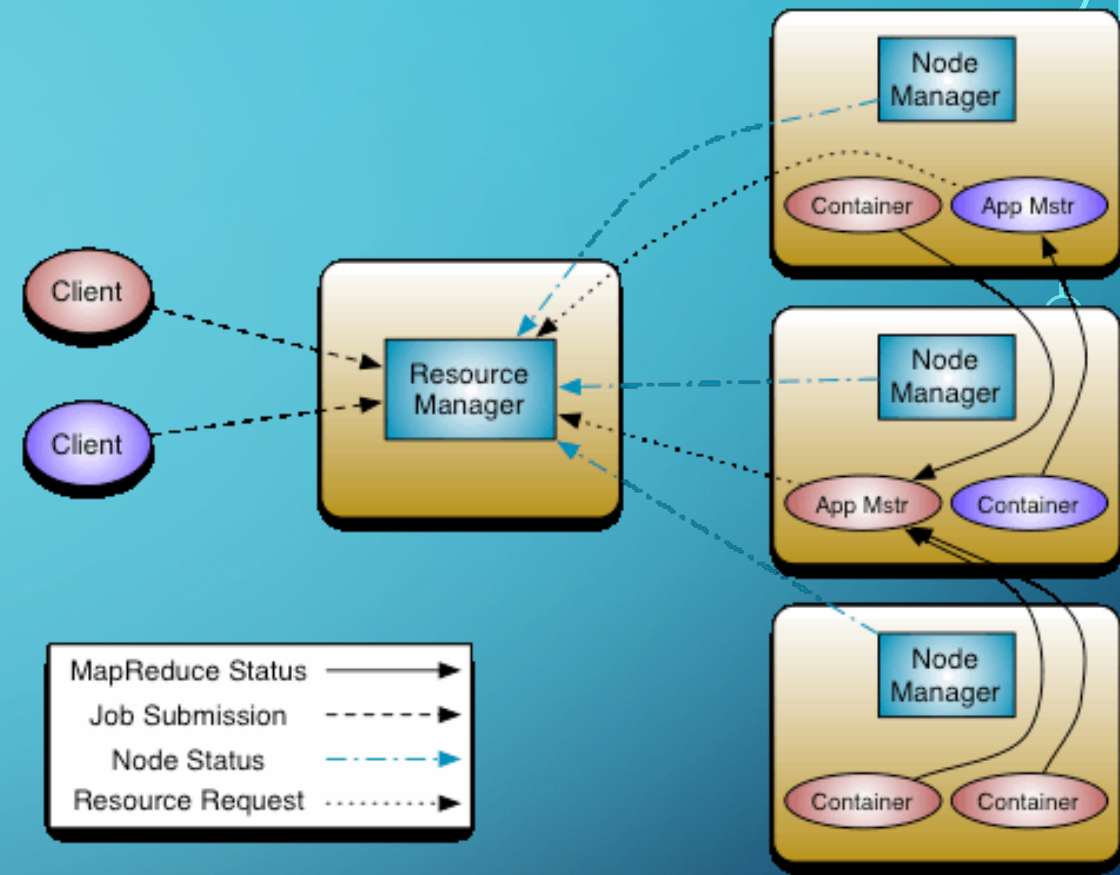 Node
Manager
Container
App Mstr
Client
Resource
Manager
Node
Manager
Client
App Mstr
Container
MapReduce Status
Job Submission
Node Status
Resource Request
Node
Manager
Container
Container